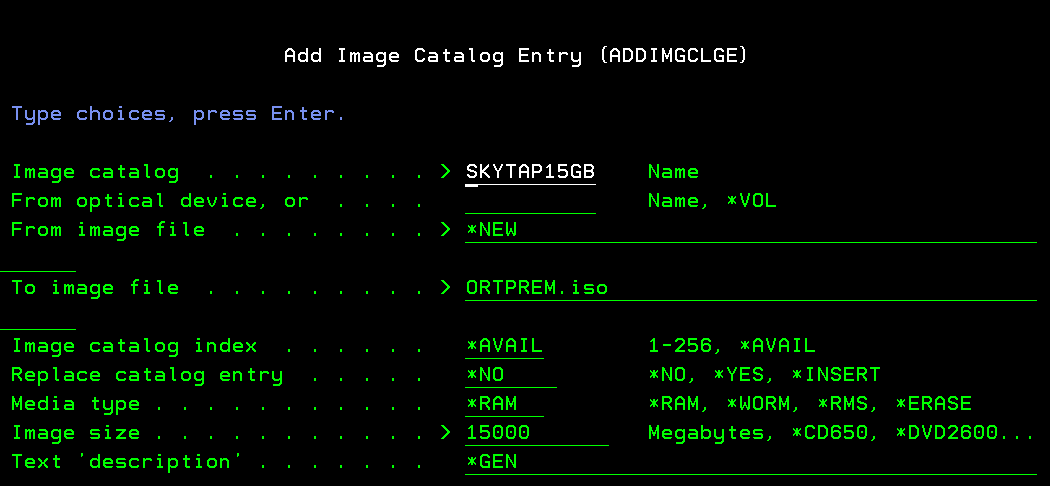 Add Image Catalog Entry (ADDIMGCLGE)
Type choices, press Enter.
Image catalog . . . . . . . . . > SKYTAP15GB Name
From optical device, or . . . . Name, *VOL
From image file . . . . . . . . > *NEW
To image file . . . . . . . . . > ORTPREM.iso
Image catalog index . . . . . . *AVAIL 1-256, *AVAIL
Replace catalog entry . . . . . *NO *NO, *YES, *INSERT
Media type . . . . . . . . . . . *RAM *RAM, *WORM, *RMS, *ERASE
Image size . . . . . . . . . . . > 15000 Megabytes, *CD650, *DVD2600...
Text 'description' . . . . . . . *GEN